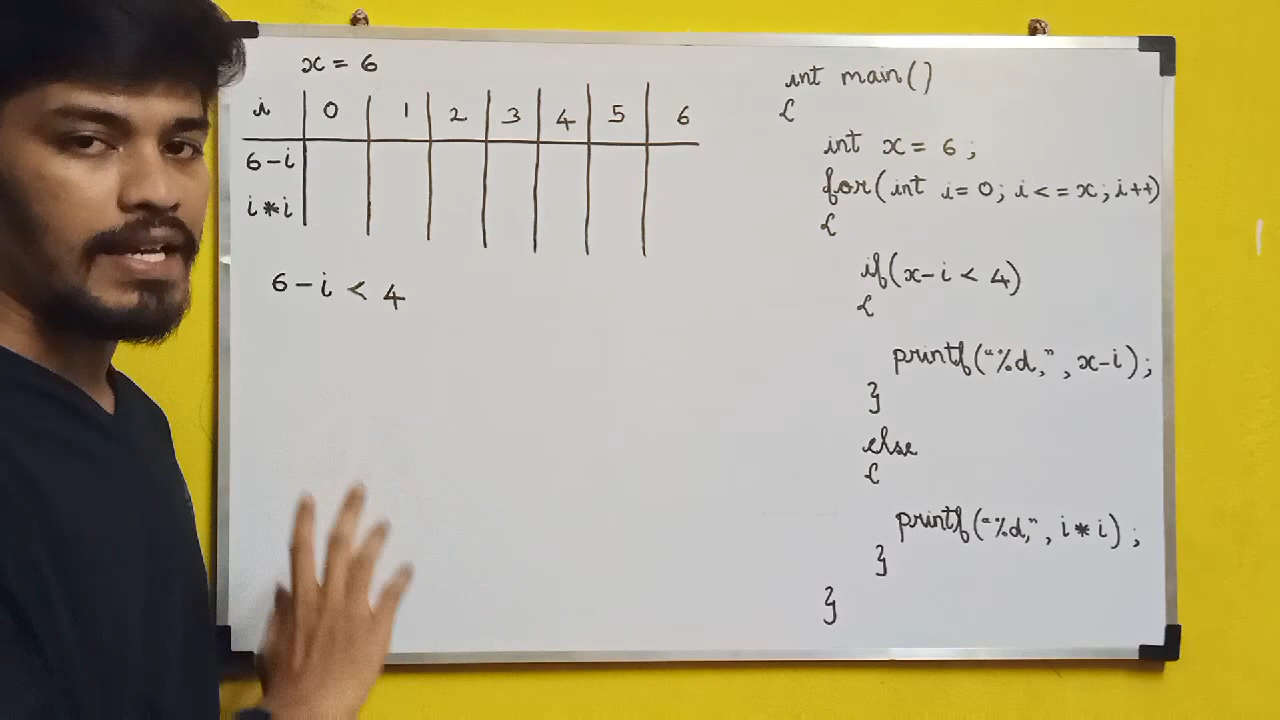 x = 6
i 0 1 2 3 4 5 6
6-i
i*i
6-i < 4
int main()
{
int x = 6;
for(int i=0; i<=x; i++)
{
if(x-i < 4)
{
printf("%d,", x-i);
}
else
{
printf("%d,", i*i);
}
}